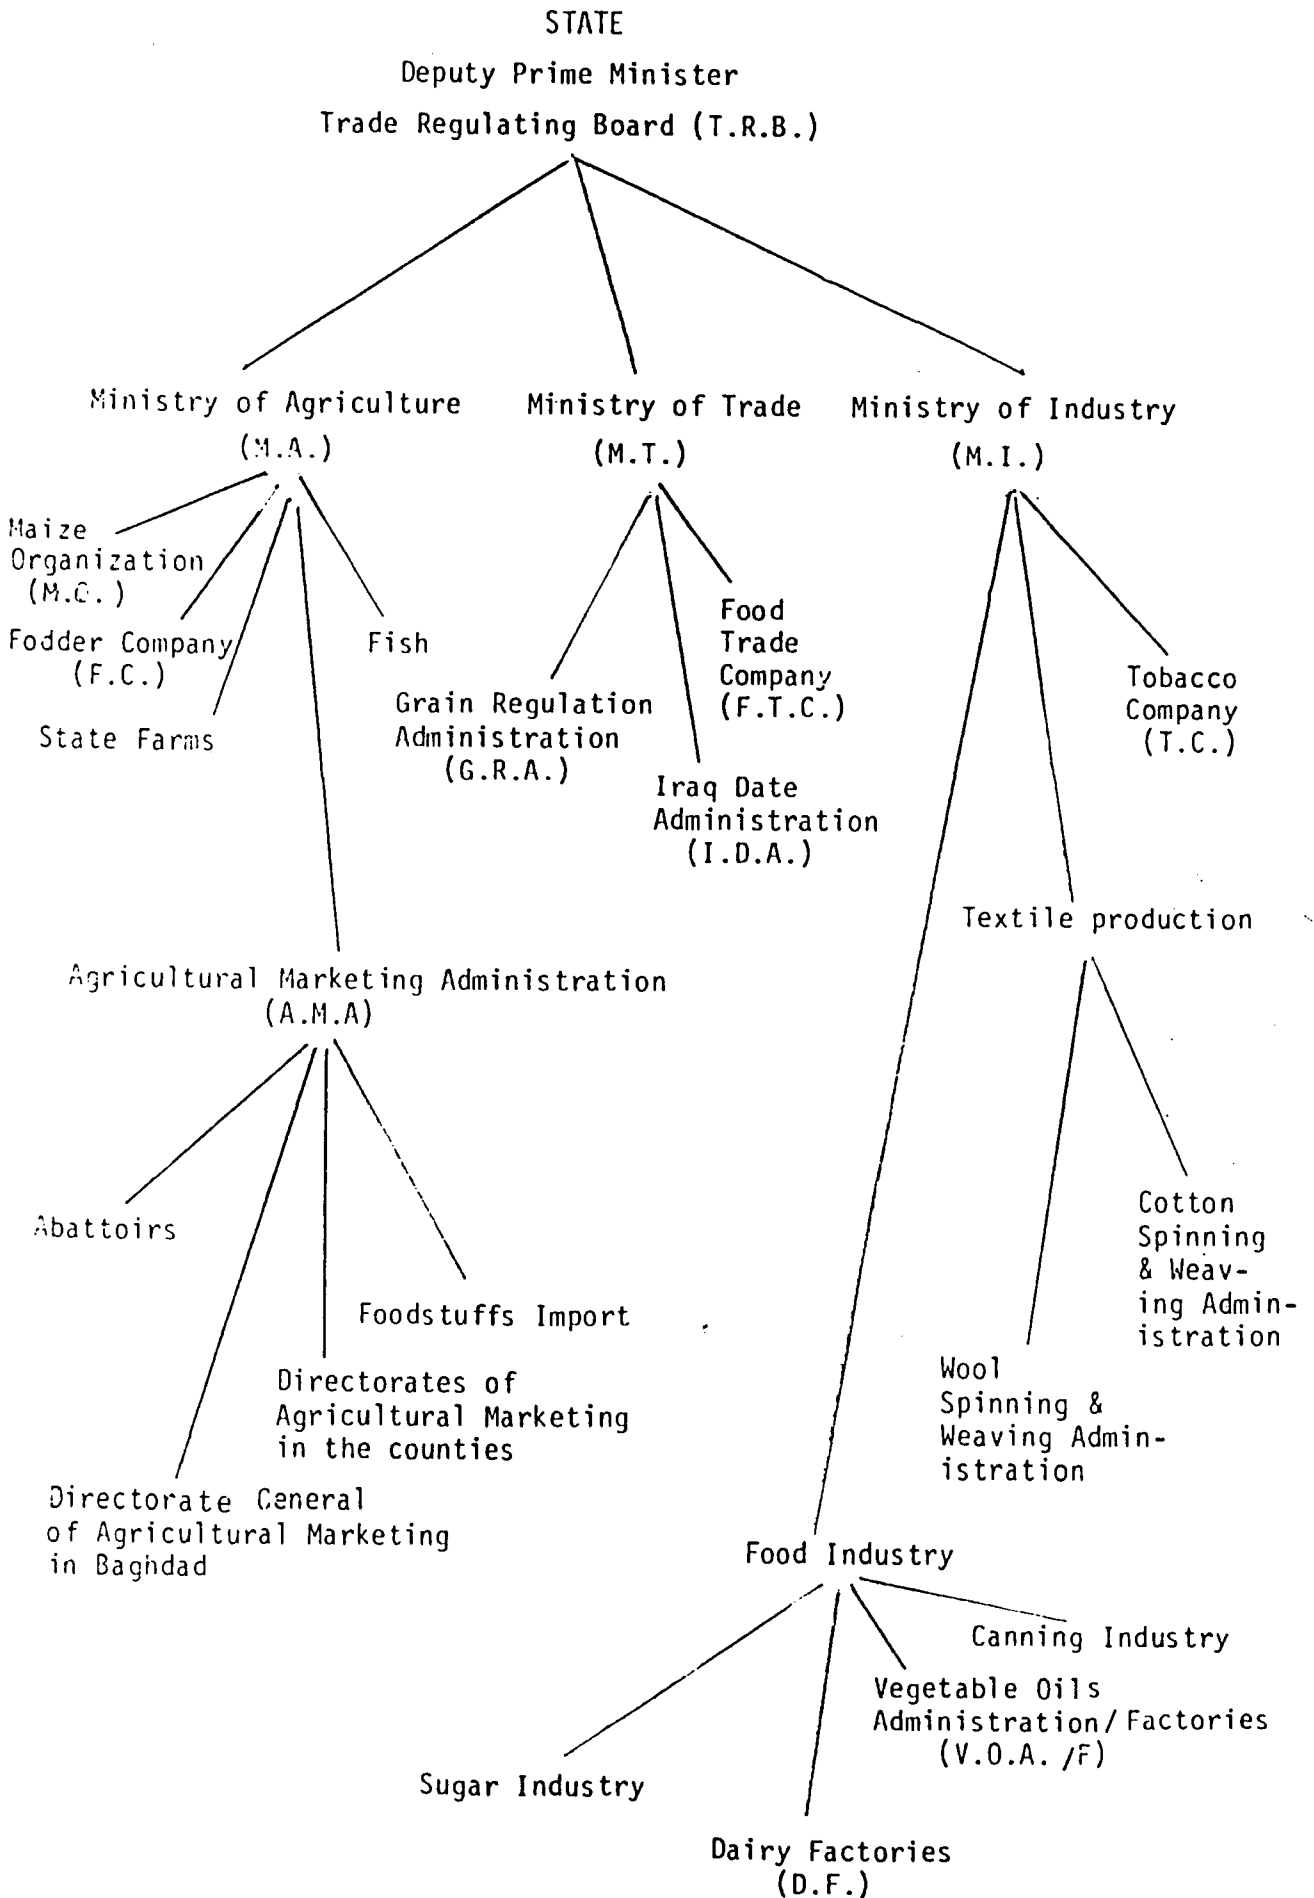 STATE
Deputy Prime Minister
Trade Regulating Board (T.R.B.)
Ministry of Agriculture
(M.A.)
Ministry of Trade
(M.T.)
Ministry of Industry
(M.I.)
Maize
Organization
(M.O.)
Fodder Company
(F.C.)
State Farms
Fish
Grain Regulation
Administration
(G.R.A.)
Food
Trade
Company
(F.T.C.)
Iraq Date
Administration
(I.D.A.)
Tobacco
Company
(T.C.)
Textile production
Agricultural Marketing Administration
(A.M.A)
Abattoirs
Foodstuffs Import
Directorates of
Agricultural Marketing
in the counties
Directorate General
of Agricultural Marketing
in Baghdad
Cotton
Spinning
& Weav-
ing Admin-
istration
Wool
Spinning &
Weaving Admin-
istration
Food Industry
Canning Industry
Vegetable Oils
Administration/Factories
(V.O.A. /F)
Sugar Industry
Dairy Factories
(D.F.)